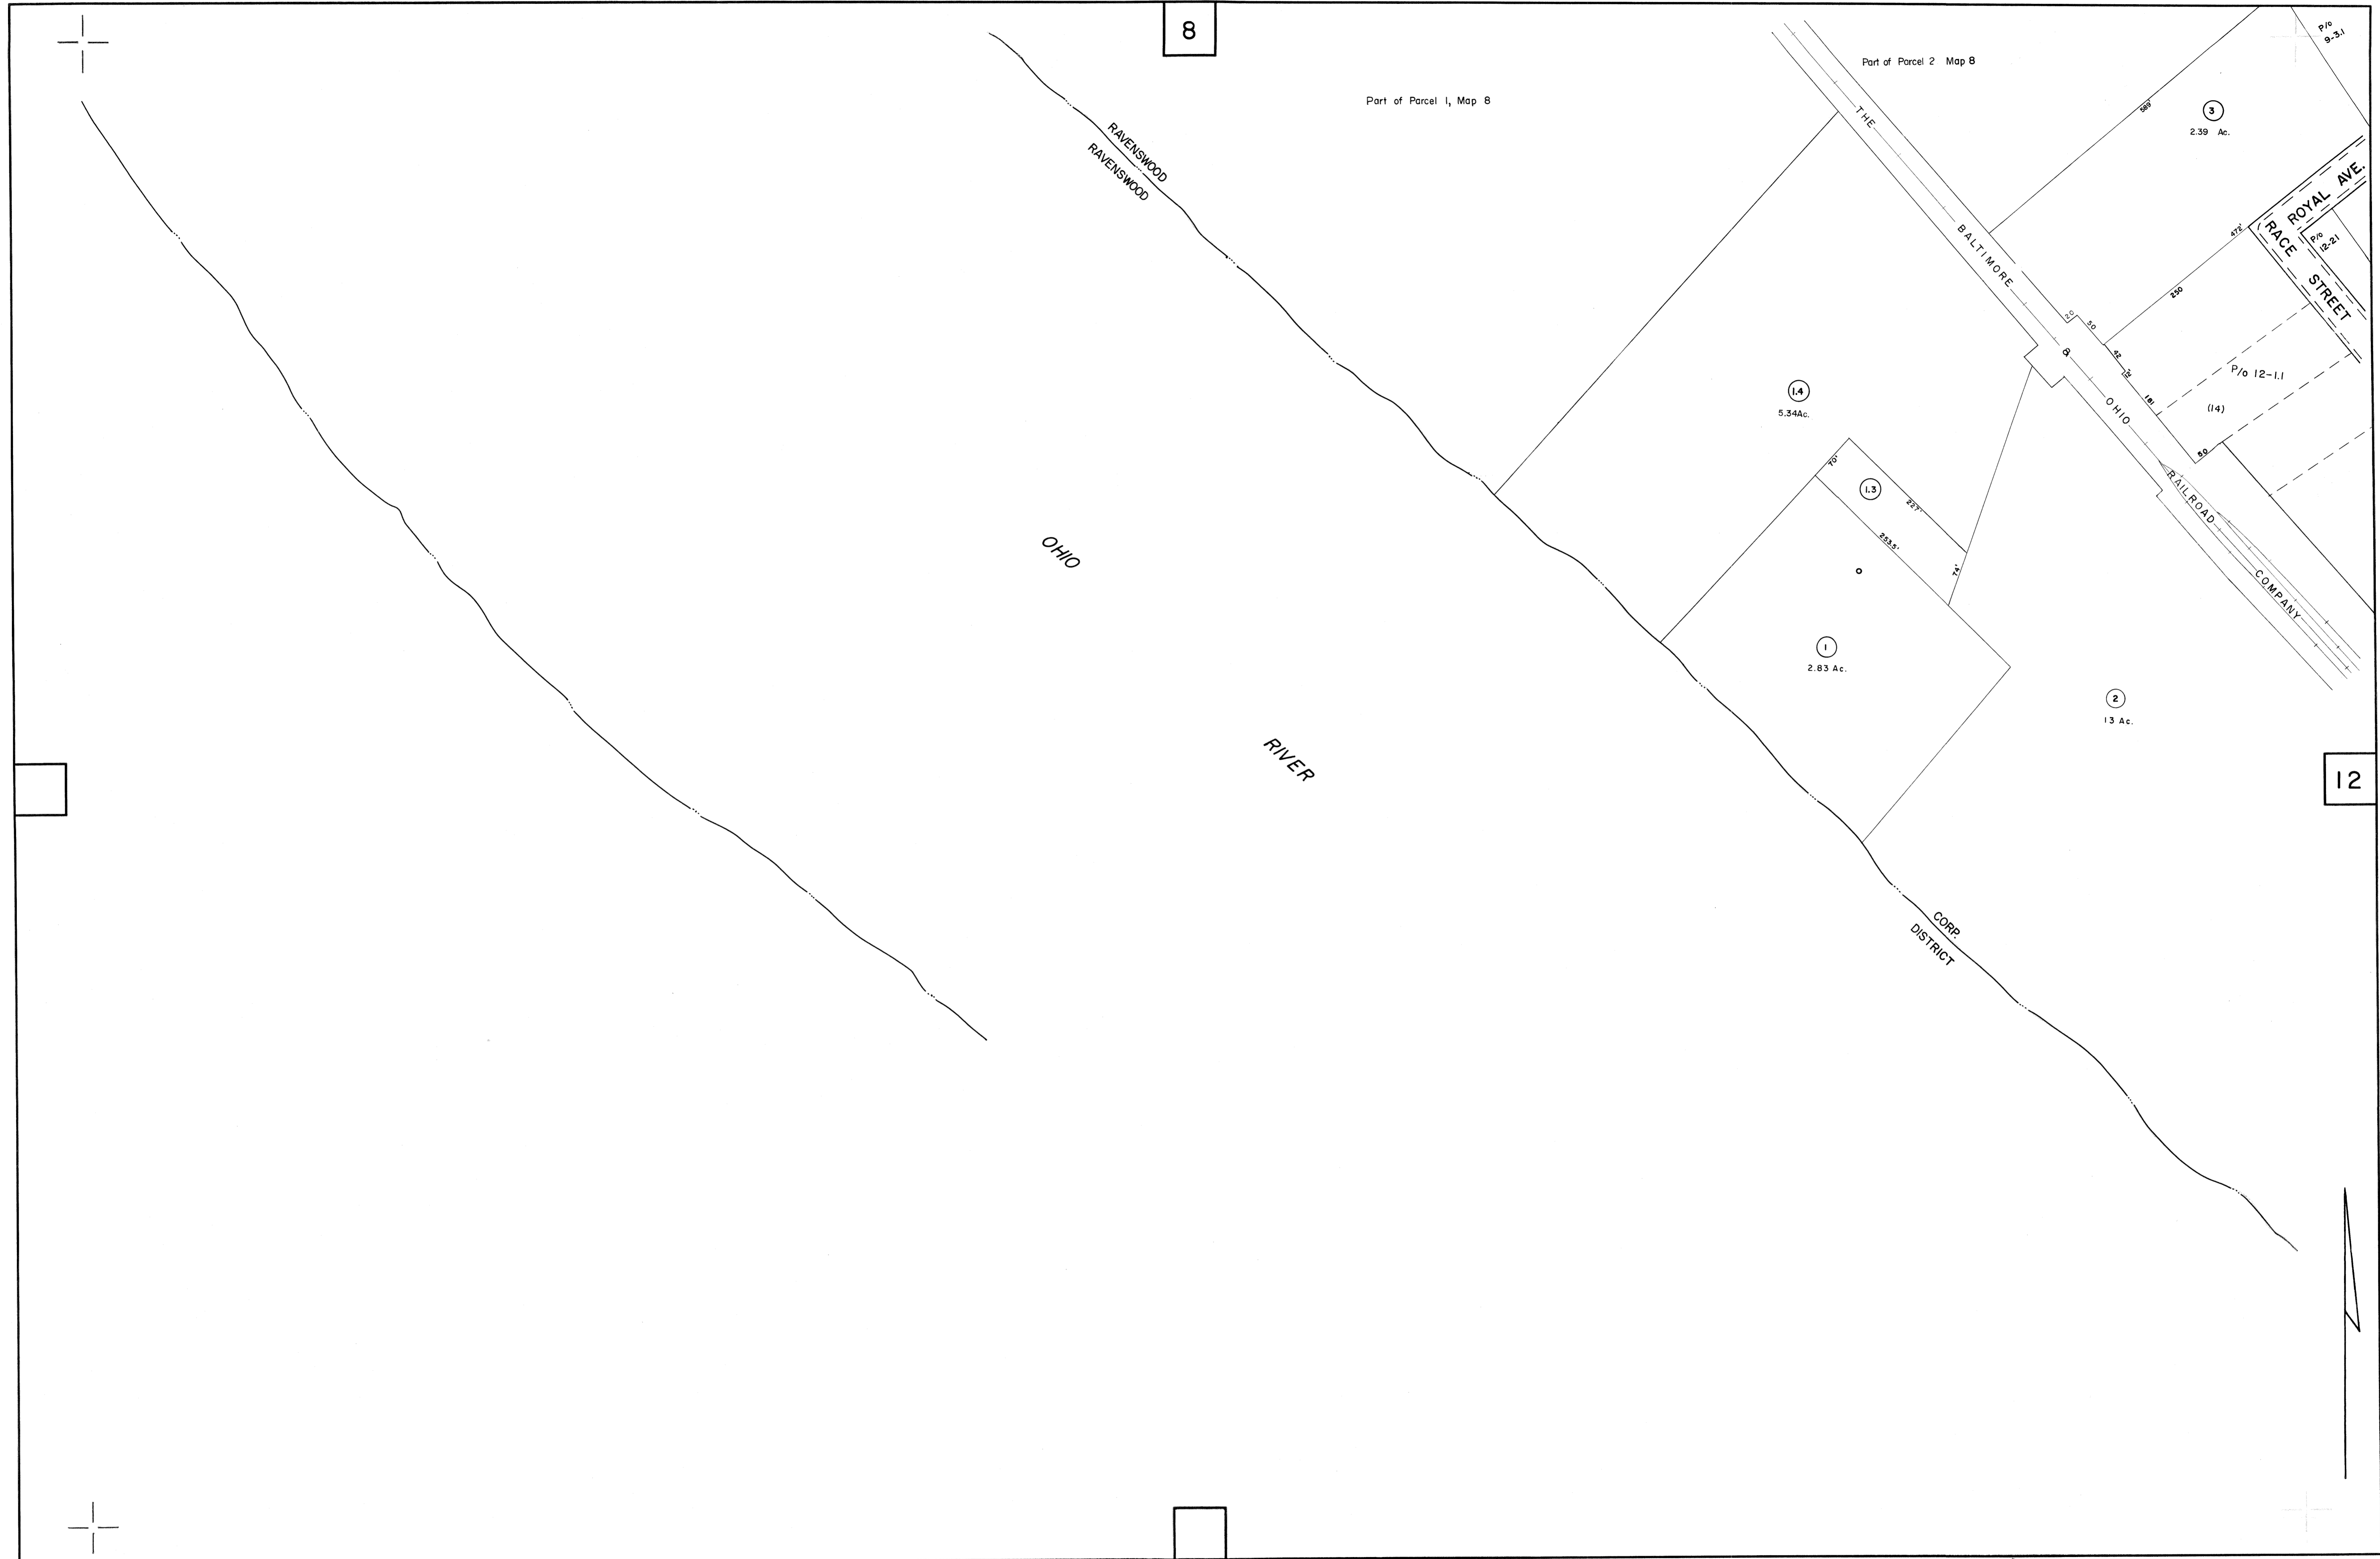 8
P/o
9-3.1
Part of Parcel 2 Map 8
Part of Parcel 1, Map 8
589'
3
2.39 Ac.
RAVENSWOOD
RAVENSWOOD
THE
BALTIMORE
&
OHIO
RAILROAD
COMPANY
ROYAL AVE.
RACE STREET
P/o
12-21
472'
250
20
50
42
12
181
P/o 12-1.1
(14)
50
1.4
5.34Ac.
70'
1.3
227'
253.5'
74'
OHIO
RIVER
1
2.83 Ac.
2
13 Ac.
12
CORP.
DISTRICT